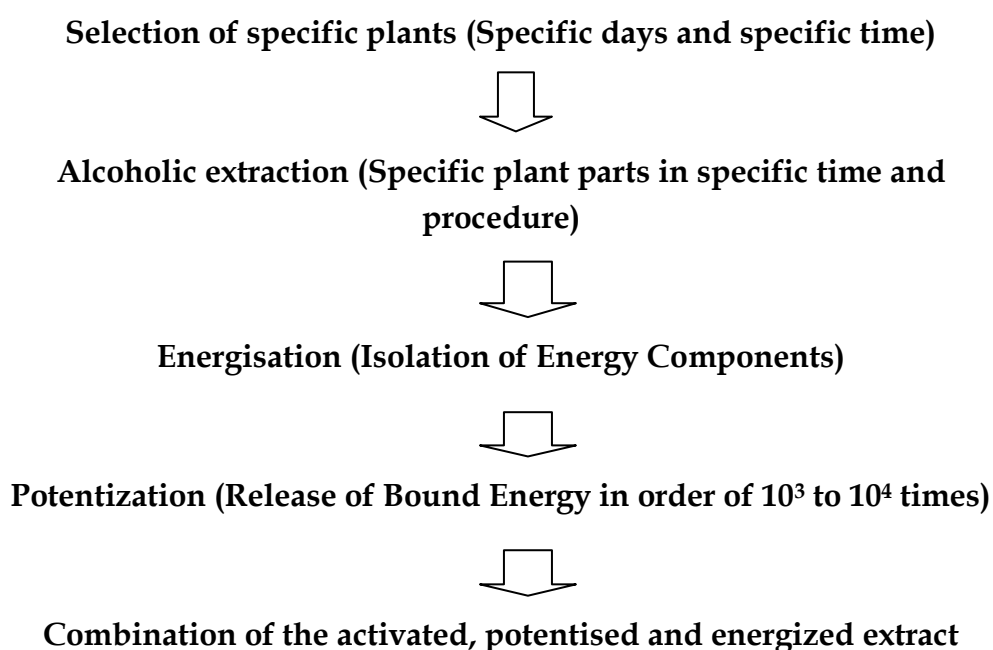 Selection of specific plants (Specific days and specific time)
Alcoholic extraction (Specific plant parts in specific time and
procedure)
Energisation (Isolation of Energy Components)
Potentization (Release of Bound Energy in order of 10³ to 10⁴ times)
Combination of the activated, potentised and energized extract